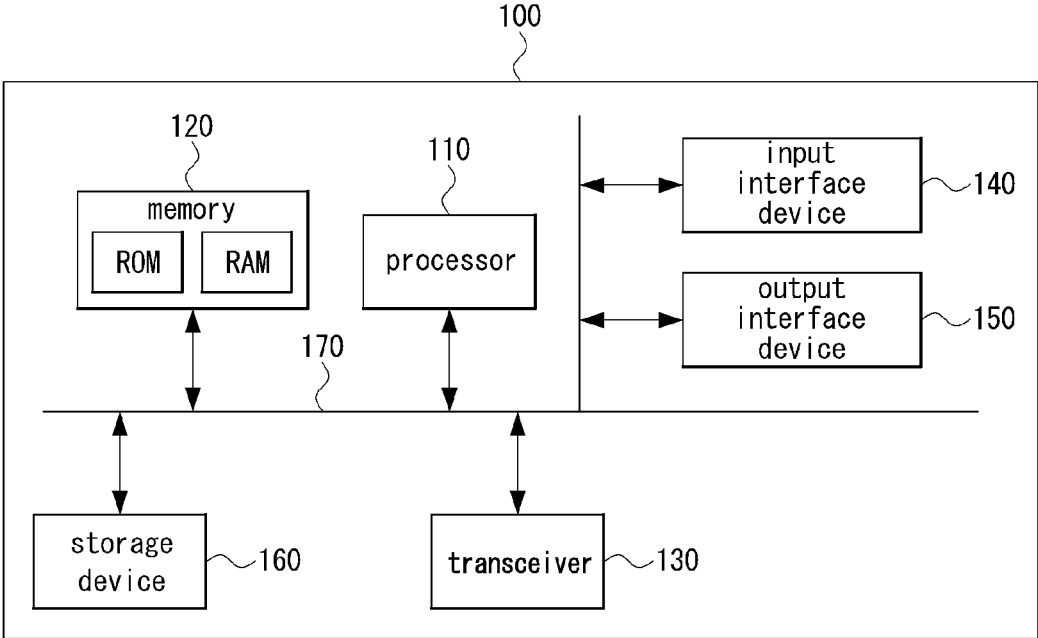 100
120
memory
ROM
RAM
110
processor
input
interface
device
140
output
interface
device
150
170
storage
device
160
transceiver
130